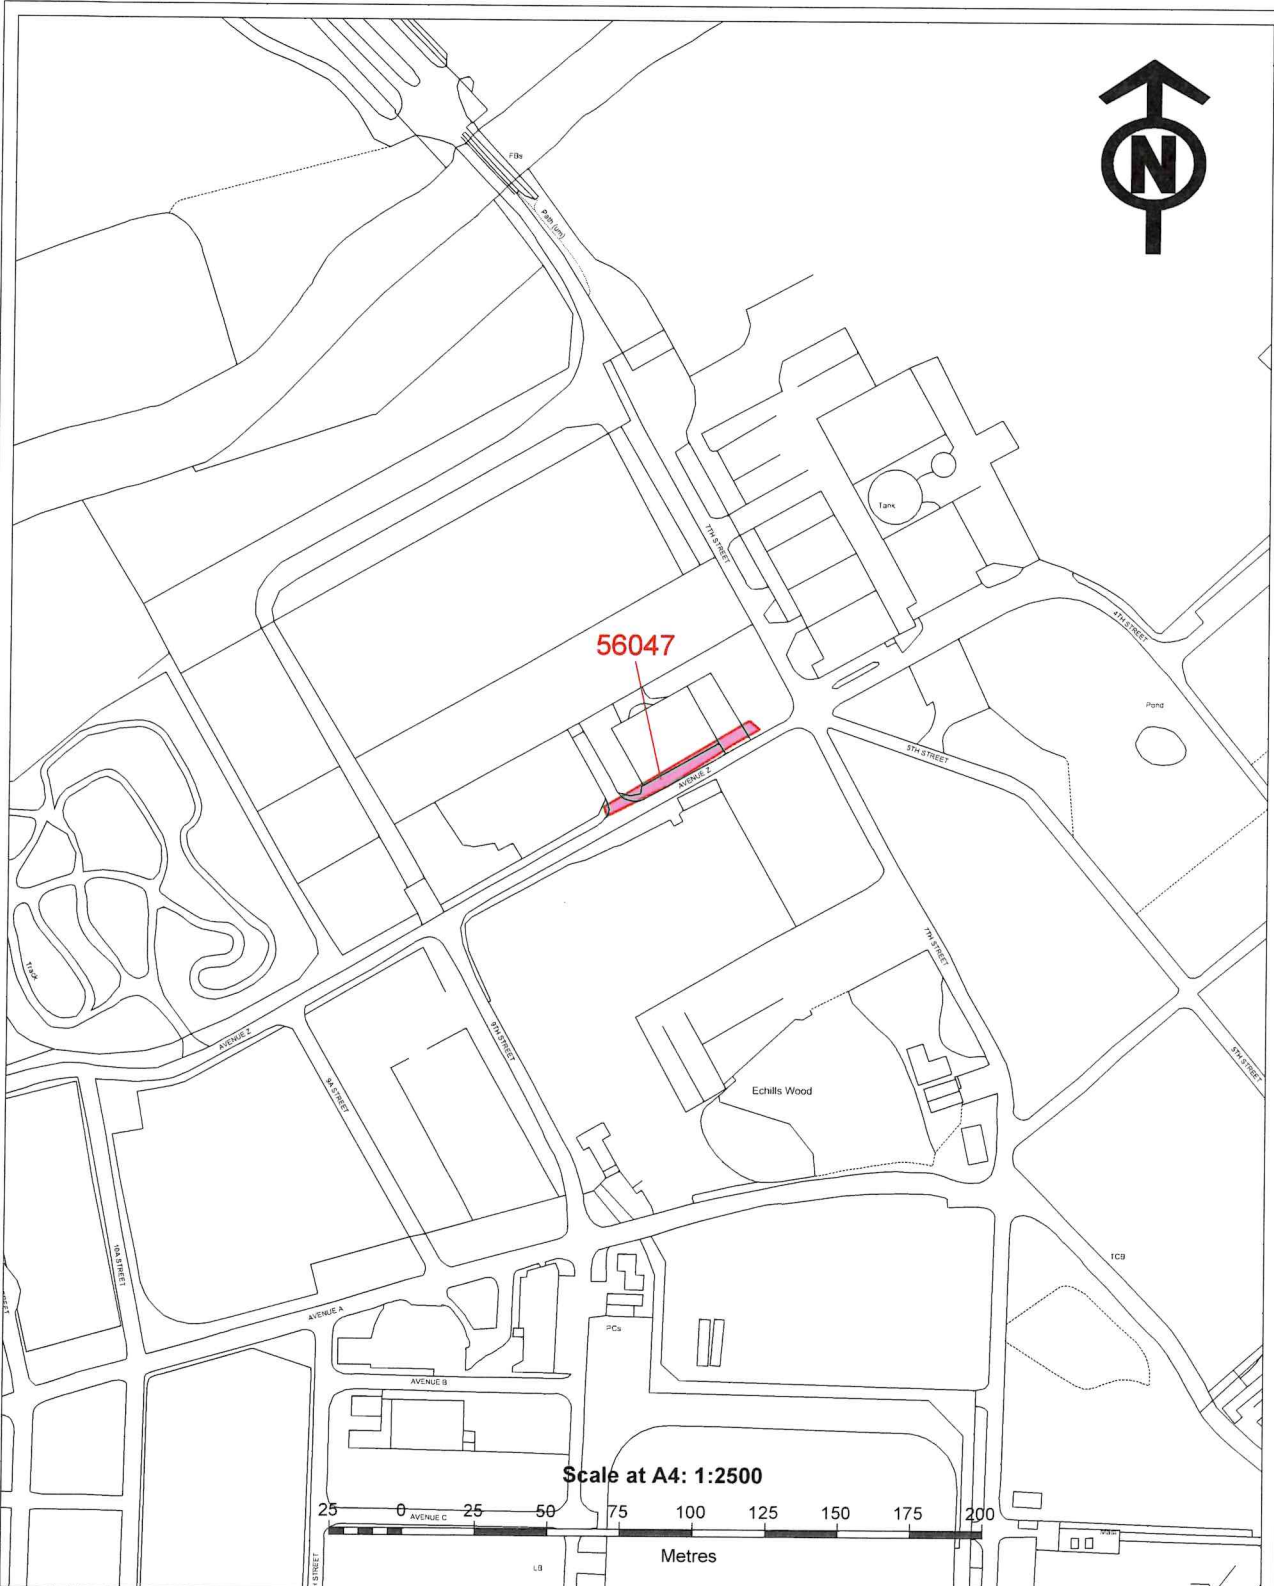 N
FBs
Path (um)
Tank
7TH STREET
4TH STREET
56047
Pond
5TH STREET
AVENUE Z
7TH STREET
Track
9TH STREET
AVENUE Z
5TH STREET
9A STREET
Echills Wood
10A STREET
TCB
AVENUE A
PCs
AVENUE B
Scale at A4: 1:2500
25 0 25 50 75 100 125 150 175 200
AVENUE C
Mast
Metres
LB
STREET